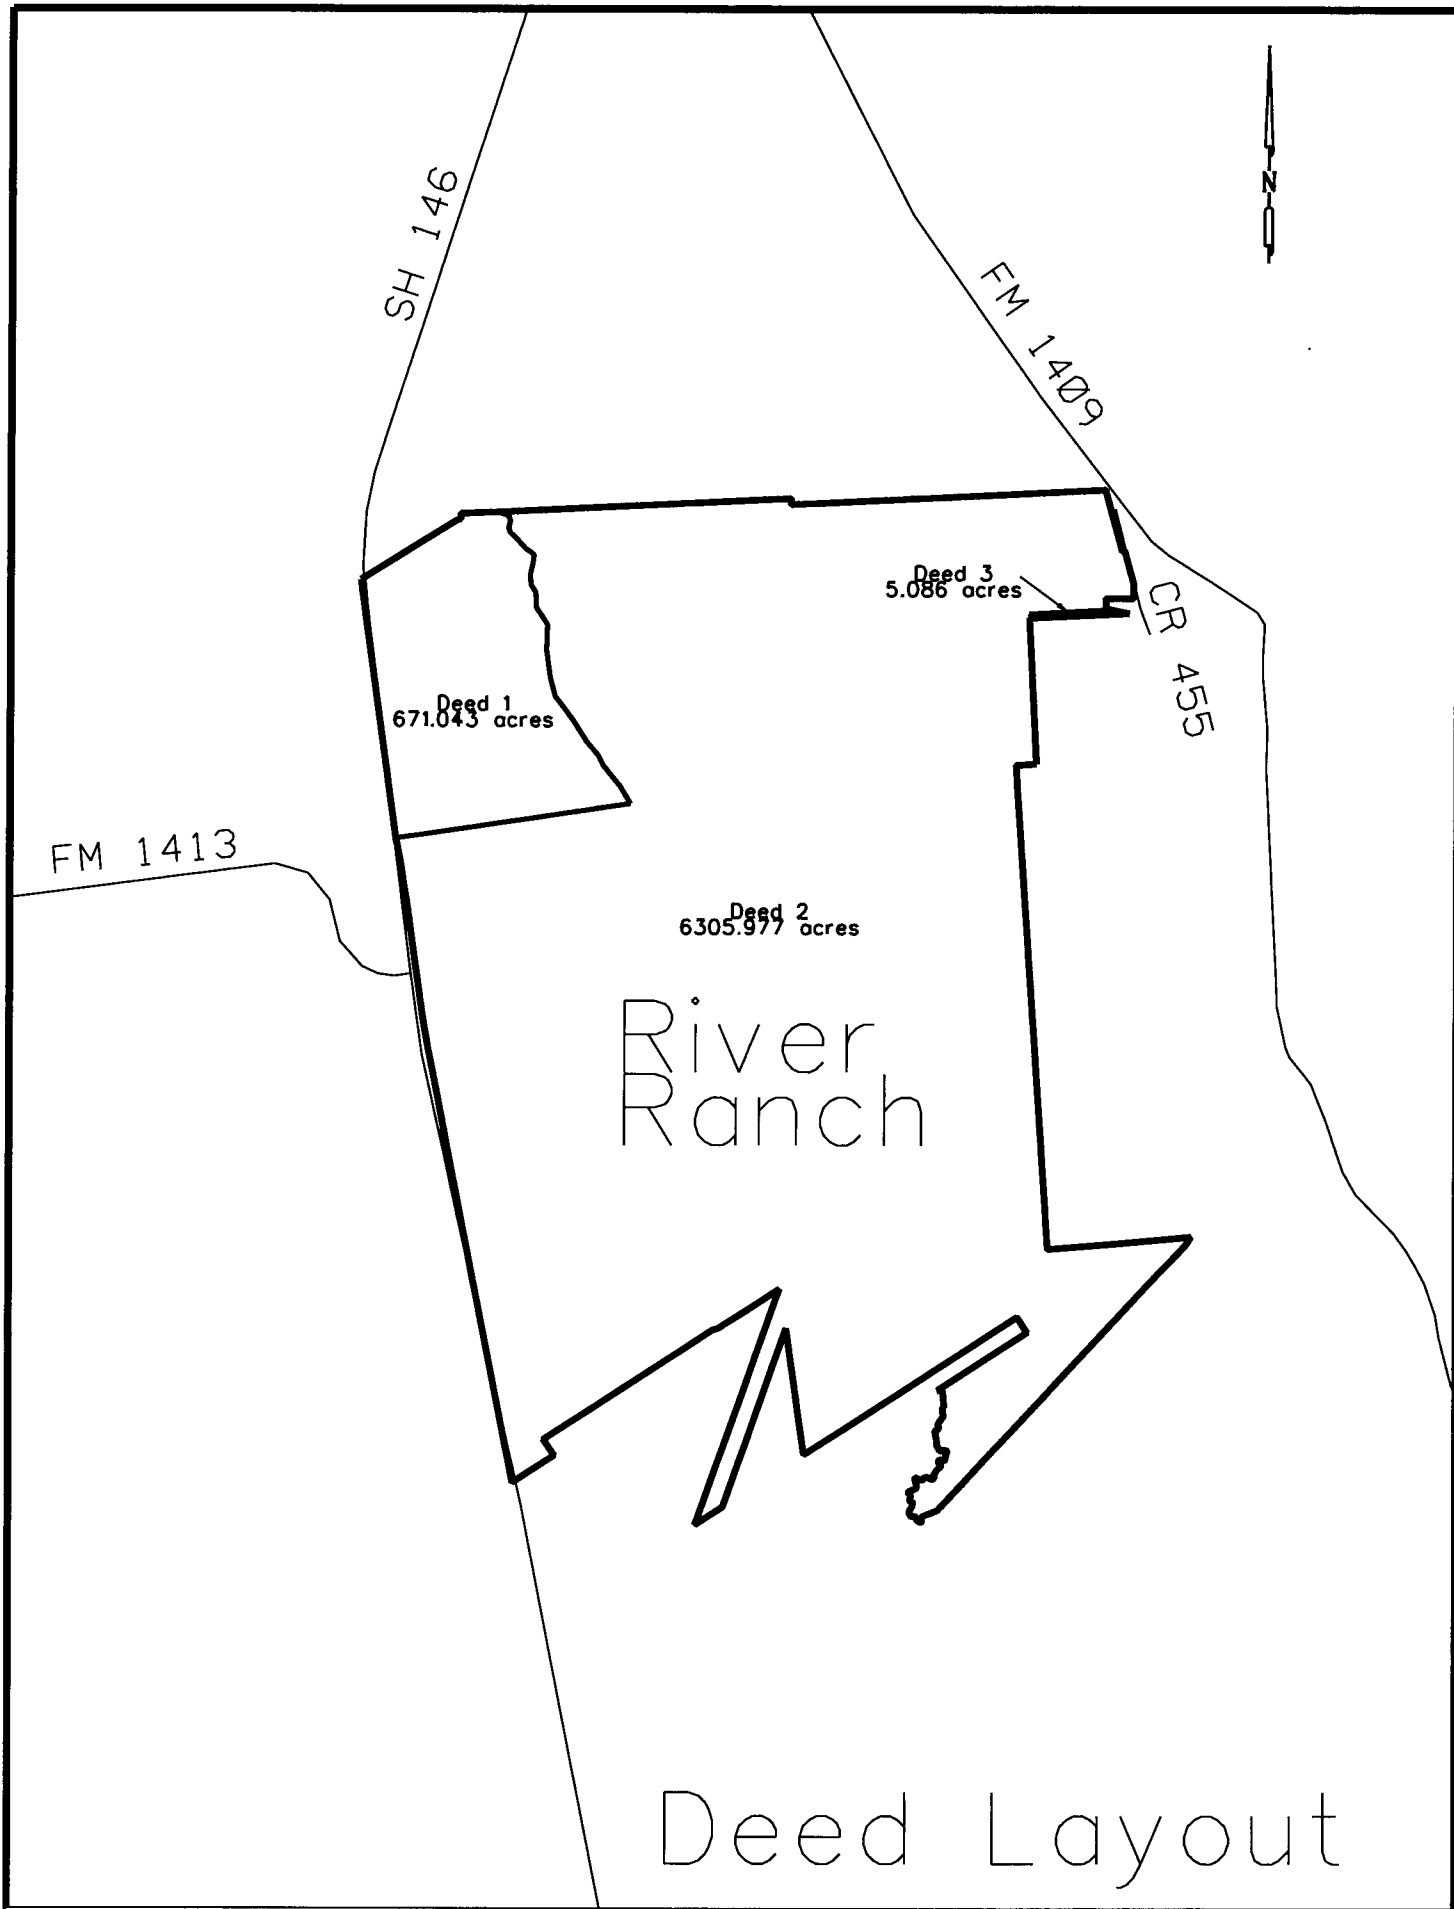 SH 146
N
FM 1409
Deed 3
5.086 acres
CR 455
Deed 1
671.043 acres
FM 1413
Deed 2
6305.977 acres
River
Ranch
Deed Layout